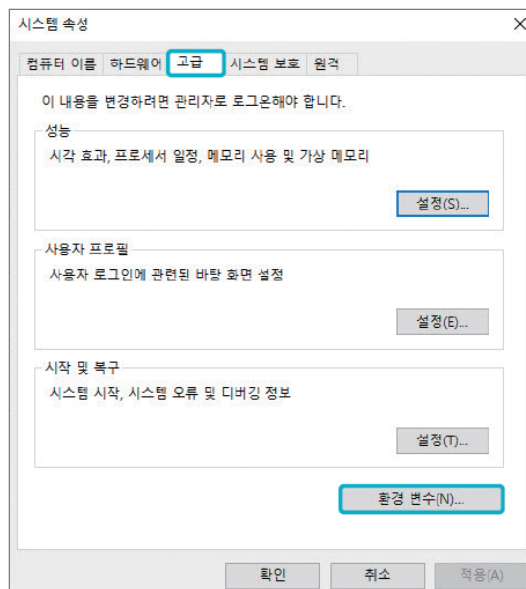 시스템 속성
컴퓨터 이름 하드웨어 고급 시스템 보호 원격
이 내용을 변경하려면 관리자로 로그온해야 합니다.
성능
시각 효과, 프로세서 일정, 메모리 사용 및 가상 메모리
설정(S)...
사용자 프로필
사용자 로그인에 관련된 바탕 화면 설정
설정(E)...
시작 및 복구
시스템 시작, 시스템 오류 및 디버깅 정보
설정(T)...
환경 변수(N)...
확인 취소 적용(A)